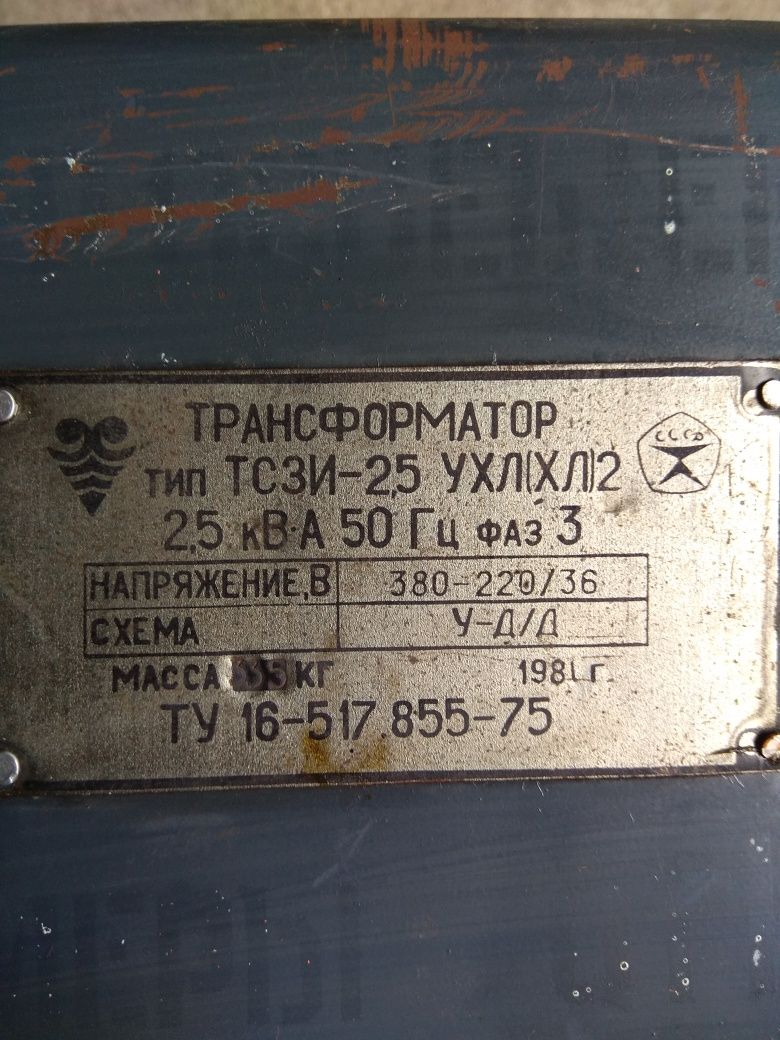 ТРАНСФОРМАТОР
СССР
тип ТСЗИ-2,5 УХЛ(ХЛ)2
2,5 кВ·А 50 Гц ФАЗ 3
НАПРЯЖЕНИЕ,В 380-220/36
СХЕМА У-Д/Д
МАССА КГ 1981 г.
ТУ 16-517.855-75